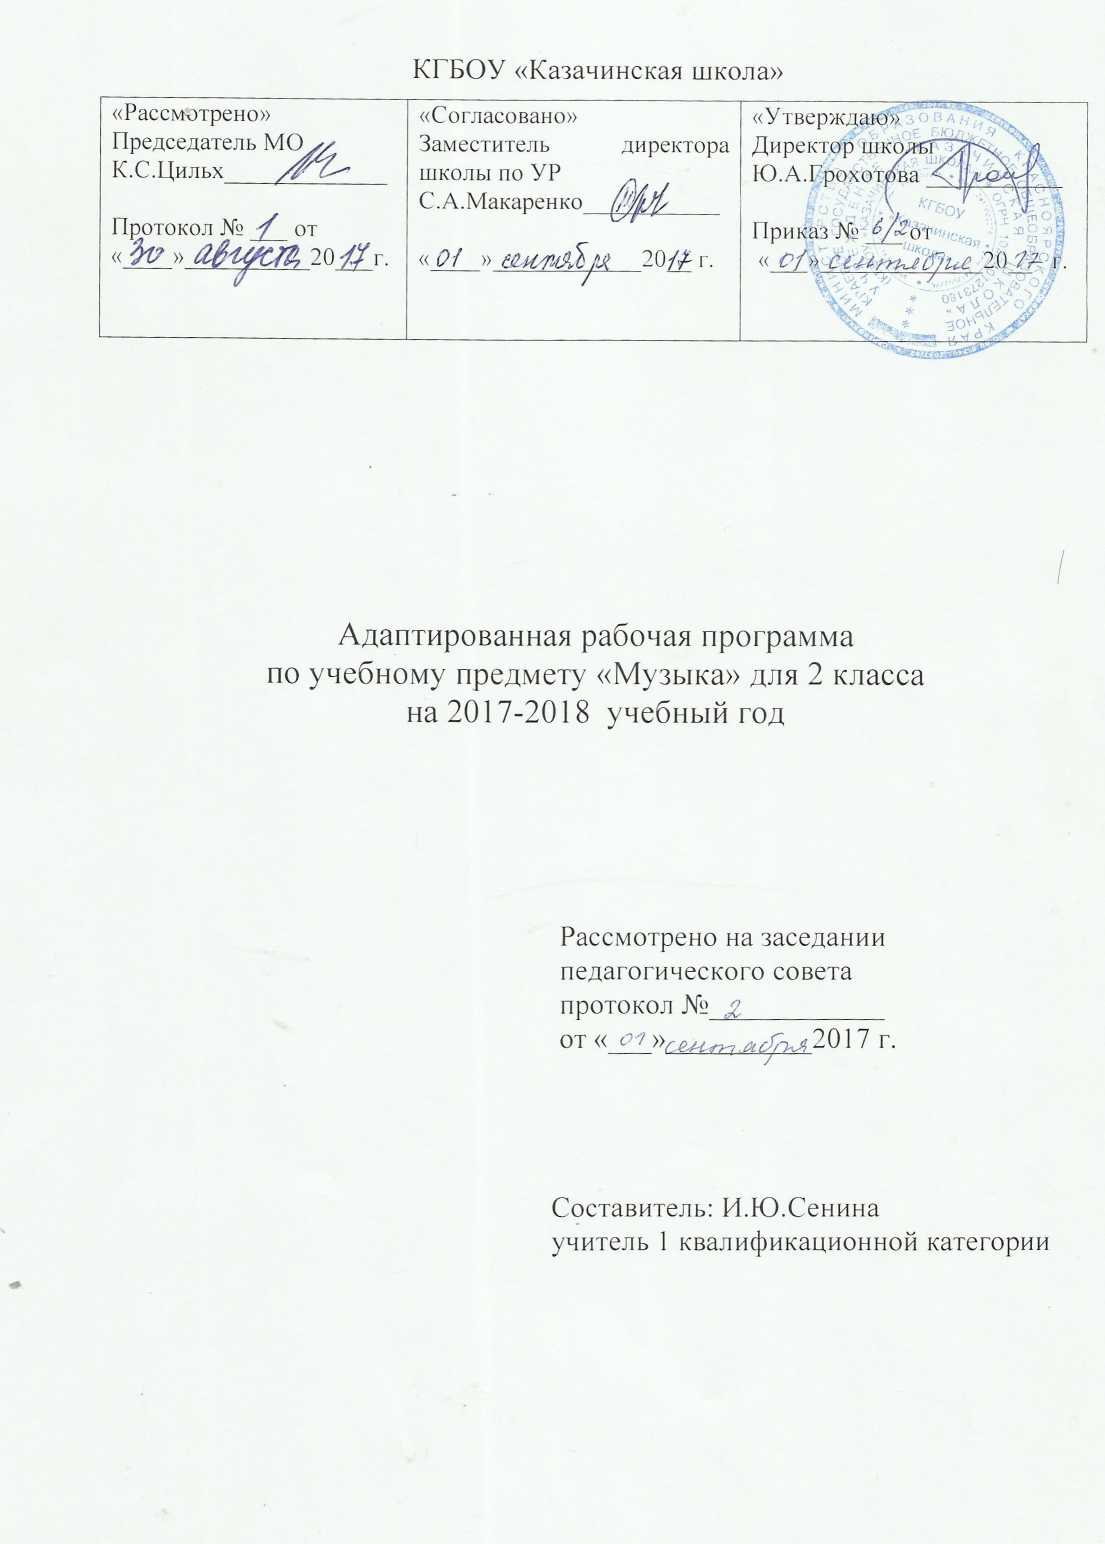 КГБОУ «Казачинская школа»
«Рассмотрено»
Председатель МО
К.С.Цильх
Протокол № 1 от
«30» августа 2017 г.
«Согласовано»
Заместитель директора
школы по УР
С.А.Макаренко
«01» сентября 2017 г.
«Утверждаю»
Директор школы
Ю.А.Грохотова
Приказ № 6/2 от
«01» сентября 2017 г.
КГБОУ
Казачинская
школа
Адаптированная рабочая программа
по учебному предмету «Музыка» для 2 класса
на 2017-2018 учебный год
Рассмотрено на заседании
педагогического совета
протокол № 2
от «01» сентября 2017 г.
Составитель: И.Ю.Сенина
учитель 1 квалификационной категории